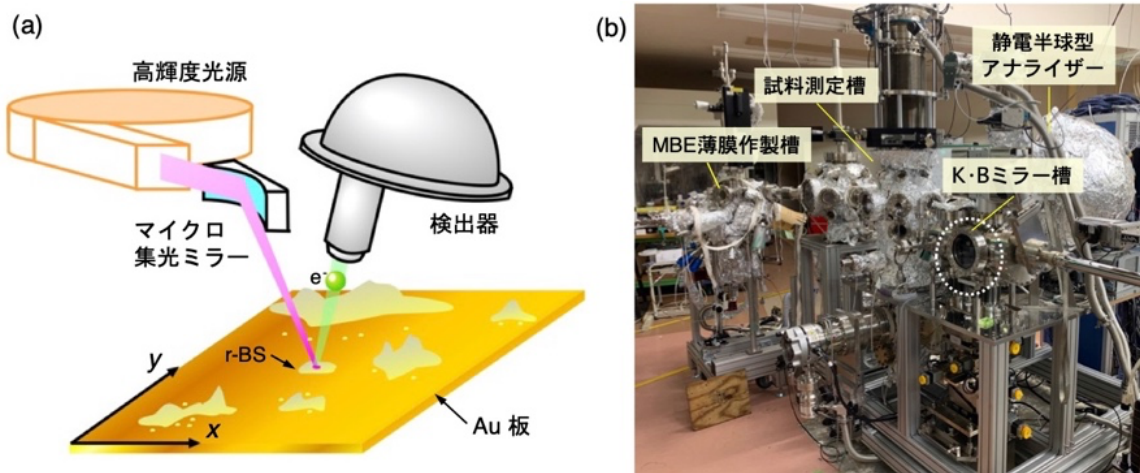 (a)
高輝度光源
マイクロ
集光ミラー
検出器
e⁻
r-BS
y
x
Au 板
(b)
静電半球型
アナライザー
試料測定槽
MBE薄膜作製槽
K・Bミラー槽